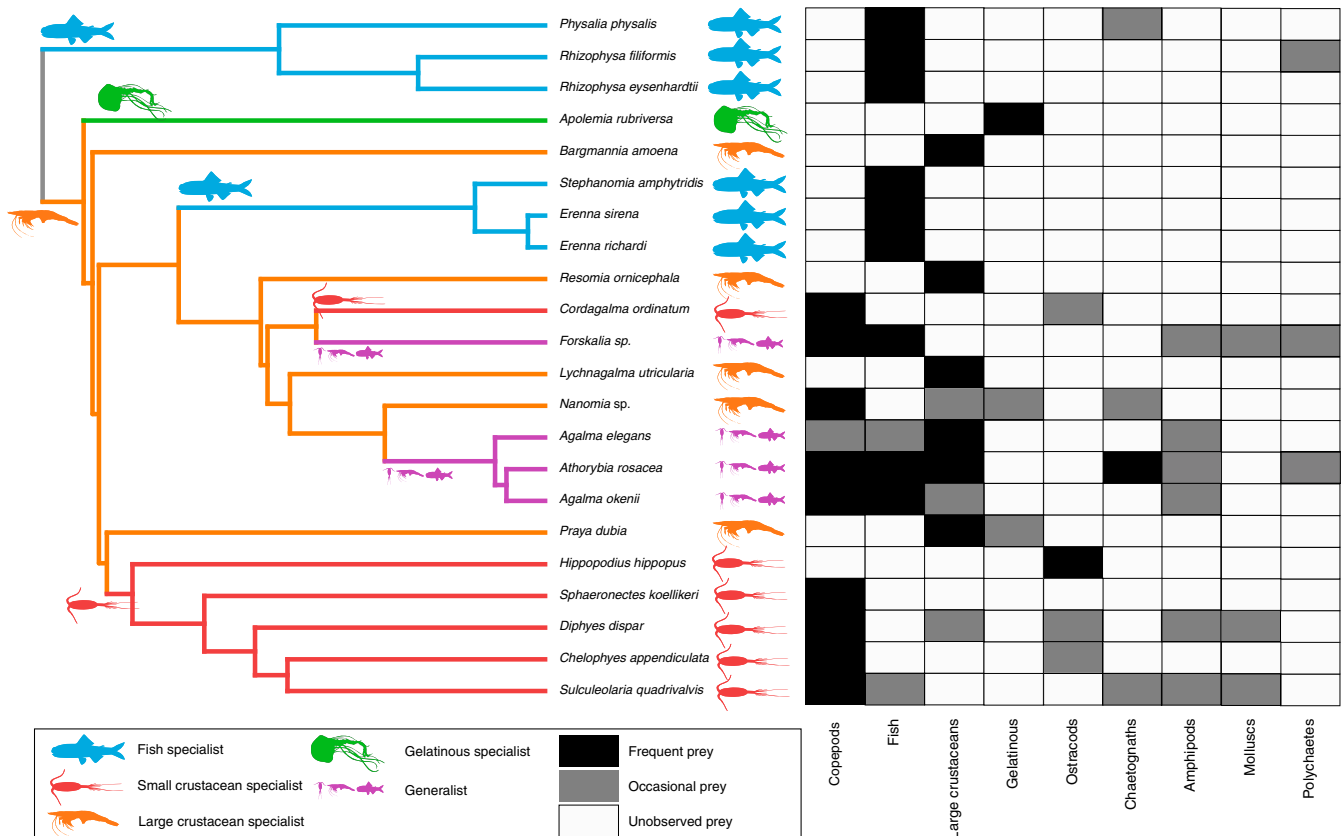 Physalia physalis
Rhizophysa filiformis
Rhizophysa eysenhardtii
Apolemia rubriversa
Bargmannia amoena
Stephanomia amphytridis
Erenna sirena
Erenna richardi
Resomia ornicephala
Cordagalma ordinatum
Forskalia sp.
Lychnagalma utricularia
Nanomia sp.
Agalma elegans
Athorybia rosacea
Agalma okenii
Praya dubia
Hippopodius hippopus
Sphaeronectes koellikeri
Diphyes dispar
Chelophyes appendiculata
Sulculeolaria quadrivalvis
Fish specialist
Small crustacean specialist
Large crustacean specialist
Gelatinous specialist
Generalist
Frequent prey
Occasional prey
Unobserved prey
Copepods
Fish
Large crustaceans
Gelatinous
Ostracods
Chaetognaths
Amphipods
Molluscs
Polychaetes